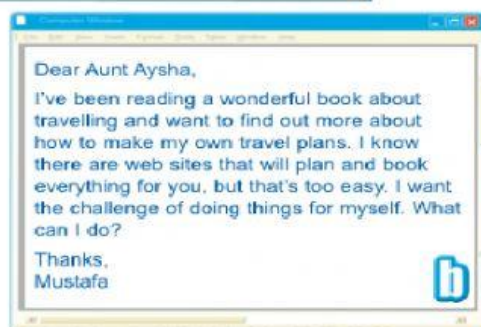 Computer Window
Dear Aunt Aysha,
I've been reading a wonderful book about
travelling and want to find out more about
how to make my own travel plans. I know
there are web sites that will plan and book
everything for you, but that's too easy. I want
the challenge of doing things for myself. What
can I do?
Thanks,
Mustafa
b